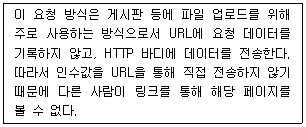 이 요청 방식은 게시판 등에 파일 업로드를 위해
주로 사용하는 방식으로서 URL에 요청 데이터를
기록하지 않고, HTTP 바디에 데이터를 전송한다.
따라서 인수값을 URL을 통해 직접 전송하지 않기
때문에 다른 사람이 링크를 통해 해당 페이지를
볼 수 없다.